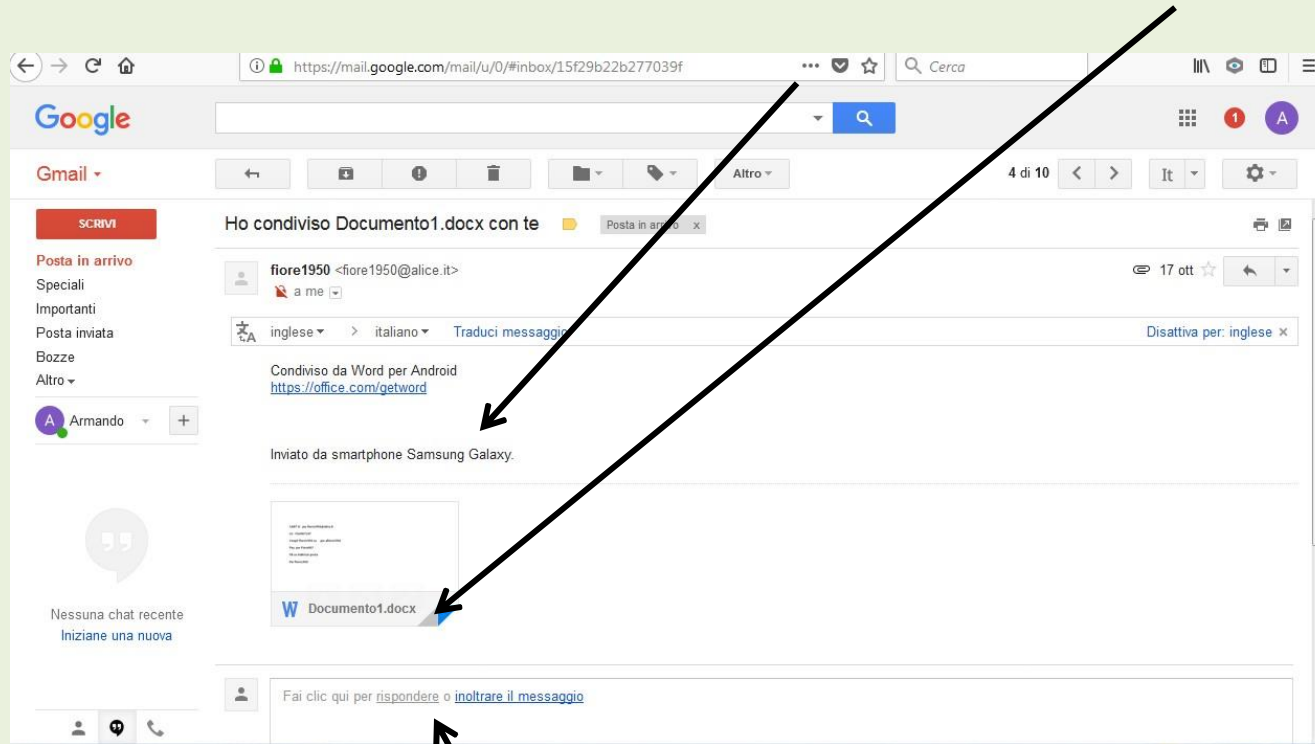 https://mail.google.com/mail/u/0/#inbox/15f29b22b277039f Cerca
Google 1 A
Gmail Altro 4 di 10 It
SCRIVI Ho condiviso Documento1.docx con te Posta in arrivo x
Posta in arrivo fiore1950 <fiore1950@alice.it> 17 ott
Speciali a me
Importanti
Posta inviata inglese > italiano Traduci messaggio Disattiva per: inglese ×
Bozze
Altro
Condiviso da Word per Android
https://office.com/getword
A Armando +
Inviato da smartphone Samsung Galaxy.
W Documento1.docx
Nessuna chat recente
Iniziane una nuova
Fai clic qui per rispondere o inoltrare il messaggio